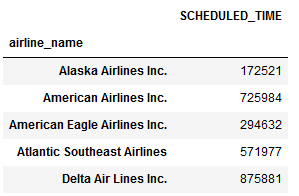 SCHEDULED_TIME
airline_name
Alaska Airlines Inc. 172521
American Airlines Inc. 725984
American Eagle Airlines Inc. 294632
Atlantic Southeast Airlines 571977
Delta Air Lines Inc. 875881